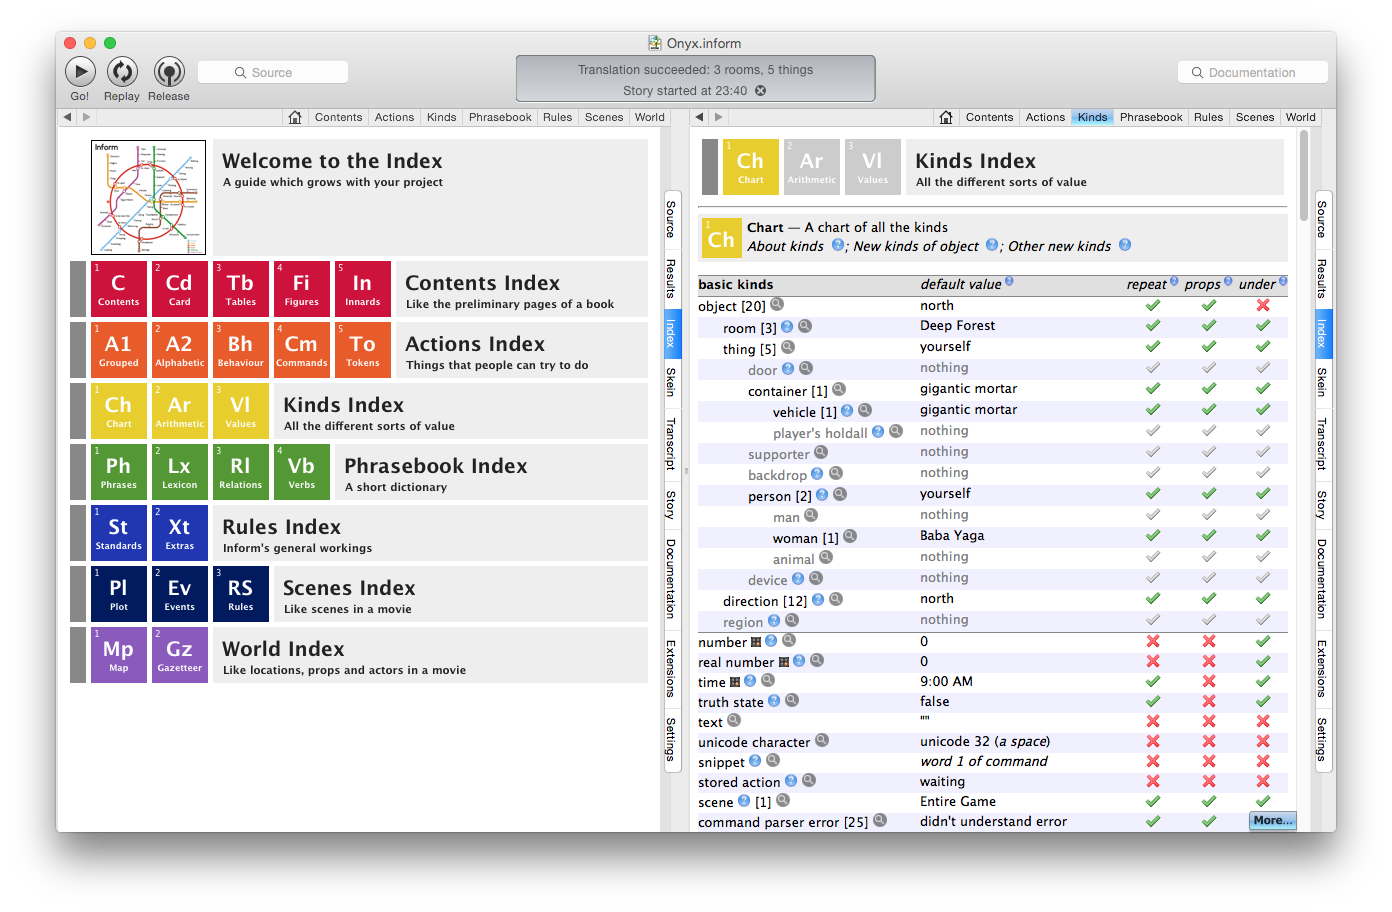 Onyx.inform
Go!
Replay
Release
Source
Translation succeeded: 3 rooms, 5 things
Story started at 23:40
Documentation
Contents Actions Kinds Phrasebook Rules Scenes World
Inform
Welcome to the Index
A guide which grows with your project
1 C Contents
2 Cd Card
3 Tb Tables
4 Fi Figures
5 In Innards
Contents Index
Like the preliminary pages of a book
1 A1 Grouped
2 A2 Alphabetic
3 Bh Behaviour
4 Cm Commands
5 To Tokens
Actions Index
Things that people can try to do
1 Ch Chart
2 Ar Arithmetic
3 Vl Values
Kinds Index
All the different sorts of value
1 Ph Phrases
2 Lx Lexicon
3 Rl Relations
4 Vb Verbs
Phrasebook Index
A short dictionary
1 St Standards
2 Xt Extras
Rules Index
Inform's general workings
1 Pl Plot
2 Ev Events
3 RS Rules
Scenes Index
Like scenes in a movie
1 Mp Map
2 Gz Gazetteer
World Index
Like locations, props and actors in a movie
Source
Results
Index
Skein
Transcript
Story
Documentation
Extensions
Settings
Contents Actions Kinds Phrasebook Rules Scenes World
1 Ch Chart
2 Ar Arithmetic
3 Vl Values
Kinds Index
All the different sorts of value
1 Ch
Chart — A chart of all the kinds
About kinds ?; New kinds of object ?; Other new kinds ?
basic kinds default value ? repeat ? props ? under ?
object [20] north
room [3] ? Deep Forest
thing [5] yourself
door ? nothing
container [1] gigantic mortar
vehicle [1] ? gigantic mortar
player's holdall ? nothing
supporter nothing
backdrop ? nothing
person [2] ? yourself
man nothing
woman [1] Baba Yaga
animal nothing
device ? nothing
direction [12] ? north
region ? nothing
number ? 0
real number ? 0
time ? 9:00 AM
truth state ? false
text ""
unicode character unicode 32 (a space)
snippet ? word 1 of command
stored action ? waiting
scene ? [1] Entire Game
command parser error [25] didn't understand error
More...
Source
Results
Index
Skein
Transcript
Story
Documentation
Extensions
Settings